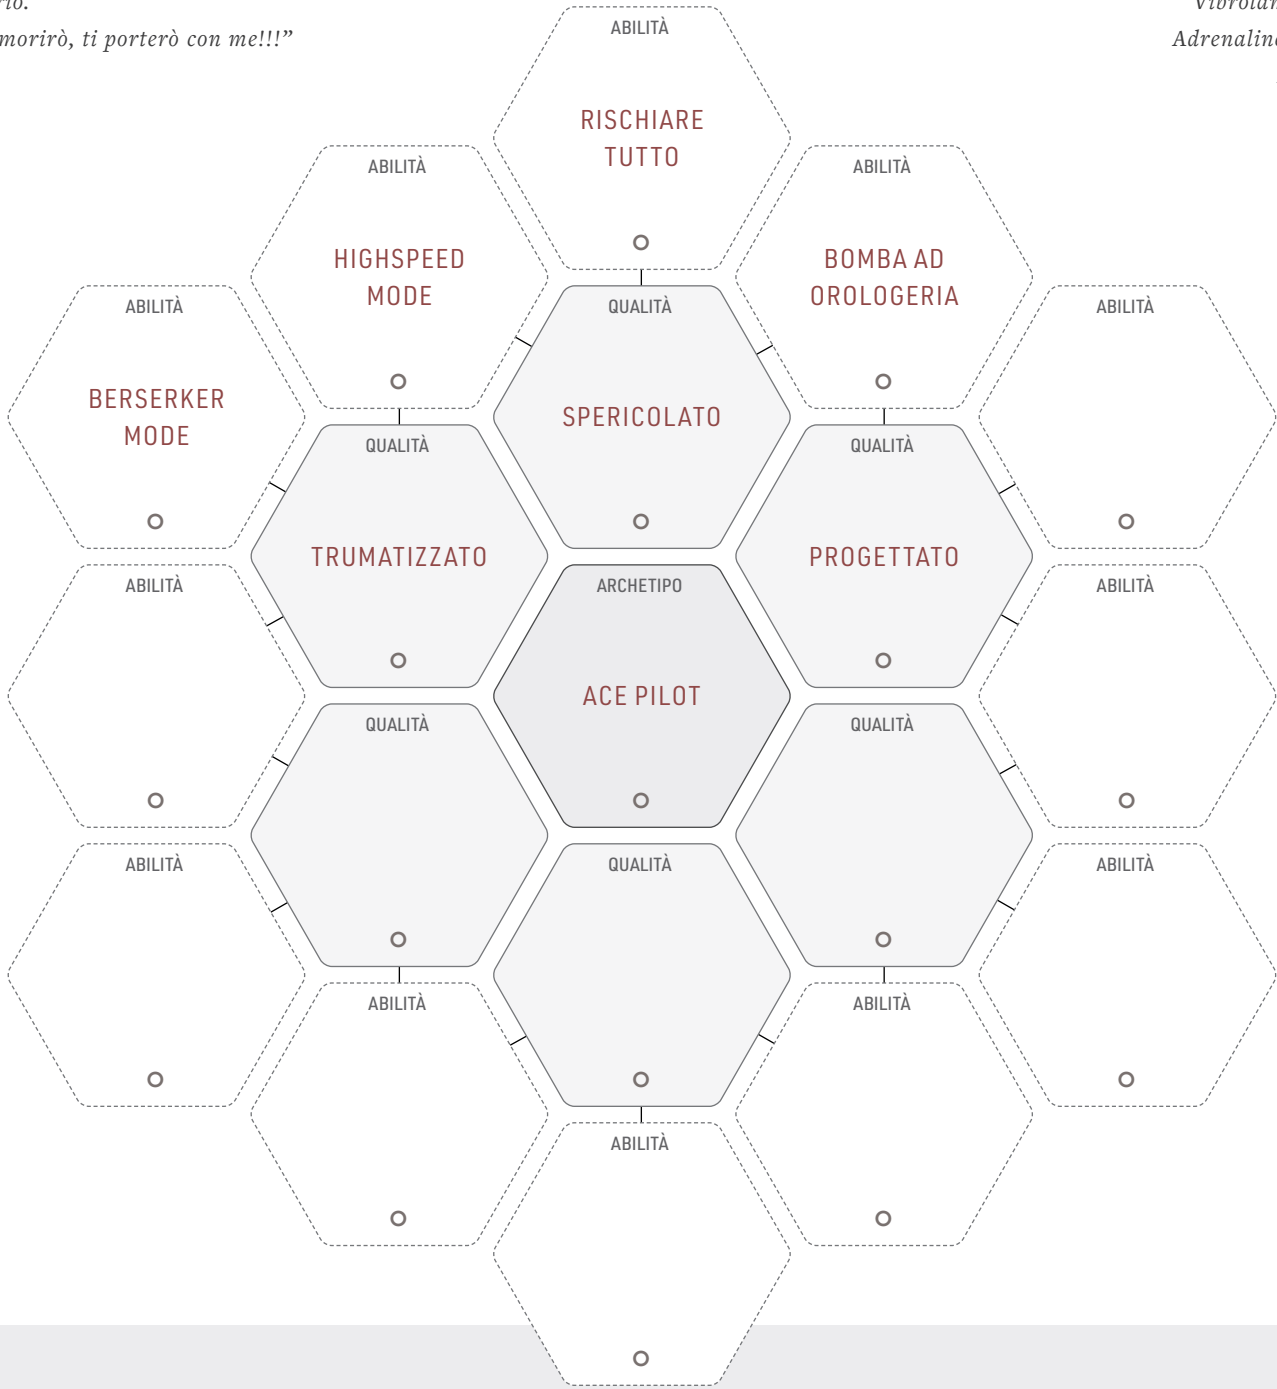 morirò, ti porterò con me!!!”
ABILITÀ
RISCHIARE
TUTTO
ABILITÀ
HIGHSPEED
MODE
ABILITÀ
BOMBA AD
OROLOGERIA
ABILITÀ
BERSERKER
MODE
QUALITÀ
SPERICOLATO
ABILITÀ
QUALITÀ
TRUMATIZZATO
QUALITÀ
PROGETTATO
ABILITÀ
ARCHETIPO
ACE PILOT
ABILITÀ
QUALITÀ
QUALITÀ
ABILITÀ
QUALITÀ
ABILITÀ
ABILITÀ
ABILITÀ
ABILITÀ